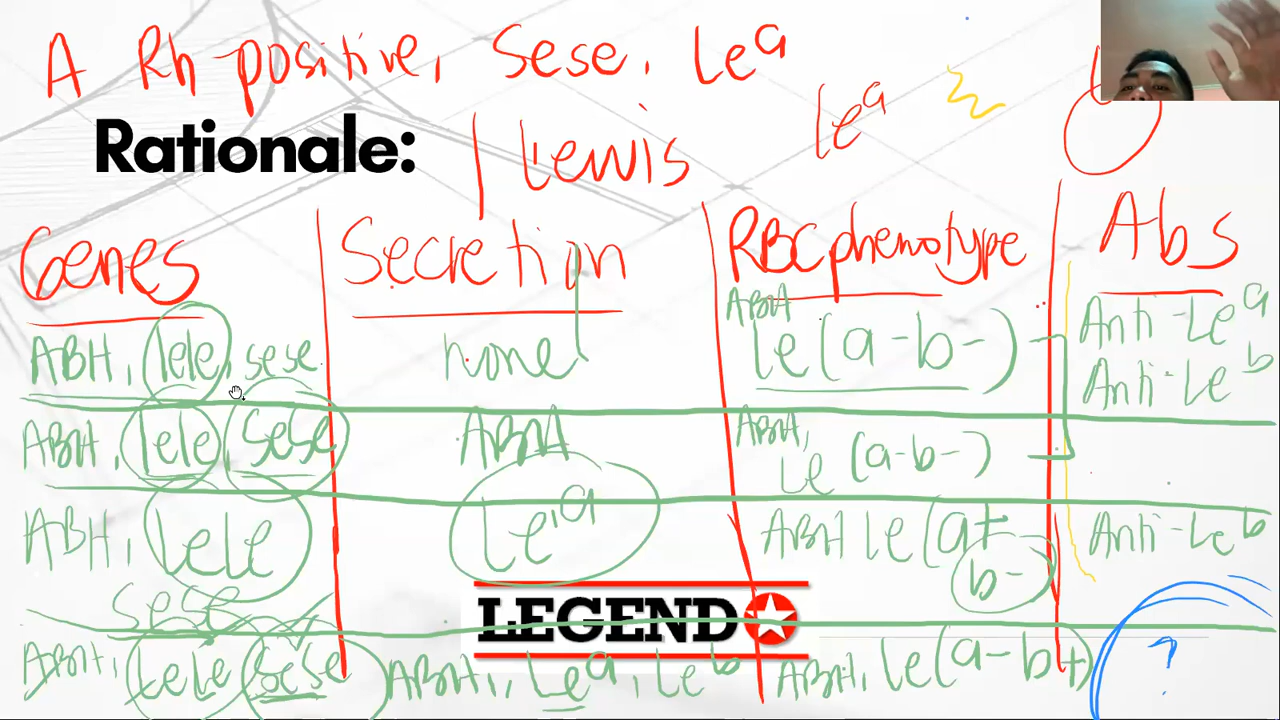 A Rh positive, Sese, Leᵃ
Leᵃ
Rationale:
Lewis
Genes Secretion RBC phenotype Abs
ABH, lele, sese none ABH Le(a-b-) Anti-Leᵃ
Anti-Leᵇ
ABH, lele, Sese ABH ABH, Le (a-b-)
ABH, LeLe Leᵃ ABH Le(a+ b- Anti-Leᵇ
sese
LEGEND
ABH, LeLe SeSe ABH, Leᵃ, Leᵇ ABH, Le(a-b+) ?